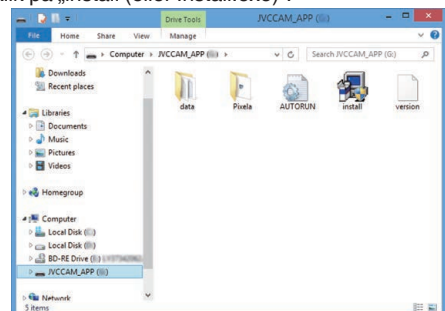 Drive Tools JVCCAM_APP
File Home Share View Manage
Computer JVCCAM_APP Search JVCCAM_APP (G:)
Downloads
Recent places
Libraries
Documents
Music
Pictures
Videos
Homegroup
Computer
Local Disk
Local Disk
BD-RE Drive
JVCCAM_APP
Network
data Pixela AUTORUN install version
5 items